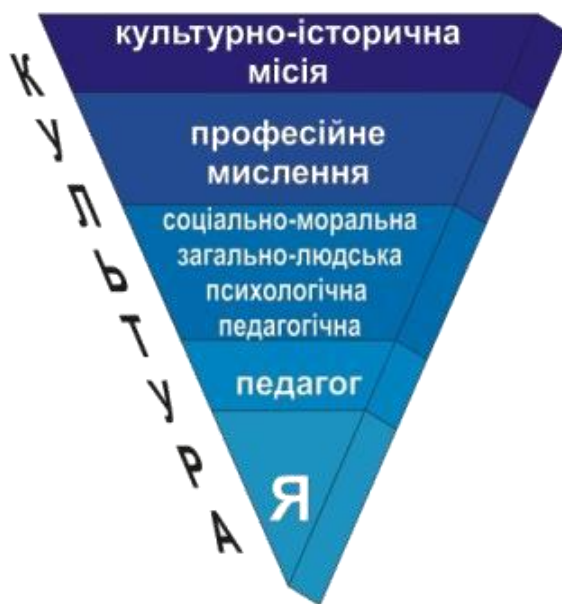 культурно-історична
місія
професійне
мислення
соціально-моральна
загально-людська
психологічна
педагогічна
педагог
Я
КУЛЬТУРА